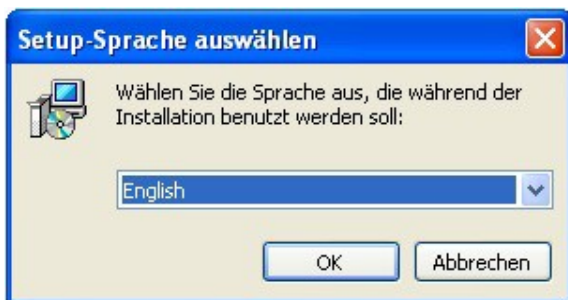 Setup-Sprache auswählen
Wählen Sie die Sprache aus, die während der
Installation benutzt werden soll:
English
OK Abbrechen